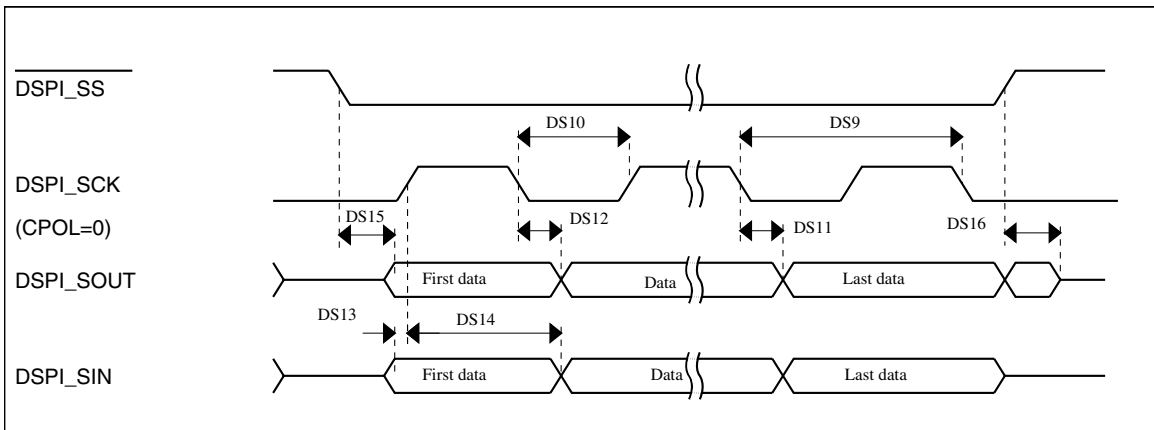 DSPI_SS
DS10
DS9
DSPI_SCK
(CPOL=0)
DS15
DS12
DS11
DS16
DSPI_SOUT
First data
Data
Last data
DS13
DS14
DSPI_SIN
First data
Data
Last data